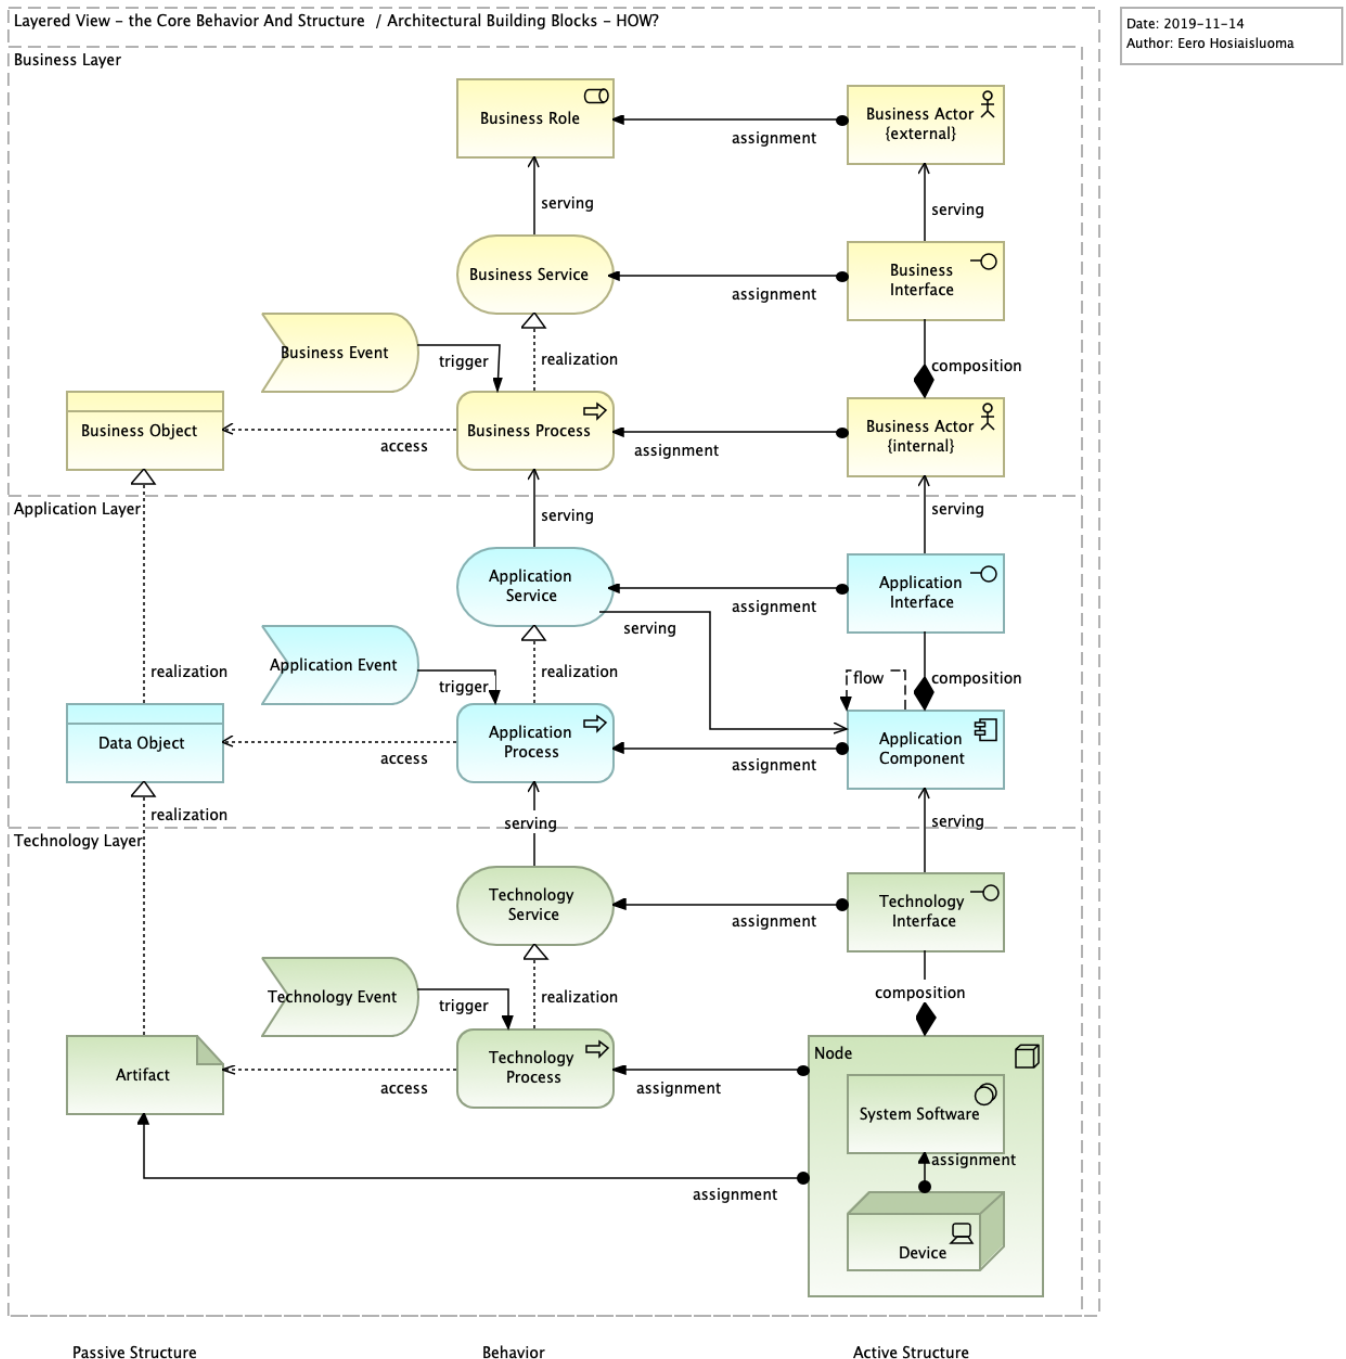 Layered View – the Core Behavior And Structure / Architectural Building Blocks – HOW?
Date: 2019-11-14
Author: Eero Hosiaisluoma
Business Layer
Business Role
assignment
Business Actor
{external}
serving
serving
Business Service
assignment
Business
Interface
Business Event
trigger
realization
composition
Business Object
access
Business Process
assignment
Business Actor
{internal}
Application Layer
serving
serving
Application
Service
assignment
Application
Interface
serving
Application Event
trigger
realization
realization
flow
composition
Data Object
access
Application
Process
assignment
Application
Component
realization
serving
serving
Technology Layer
Technology
Service
assignment
Technology
Interface
Technology Event
trigger
realization
composition
Artifact
access
Technology
Process
assignment
Node
System Software
assignment
assignment
Device
Passive Structure
Behavior
Active Structure